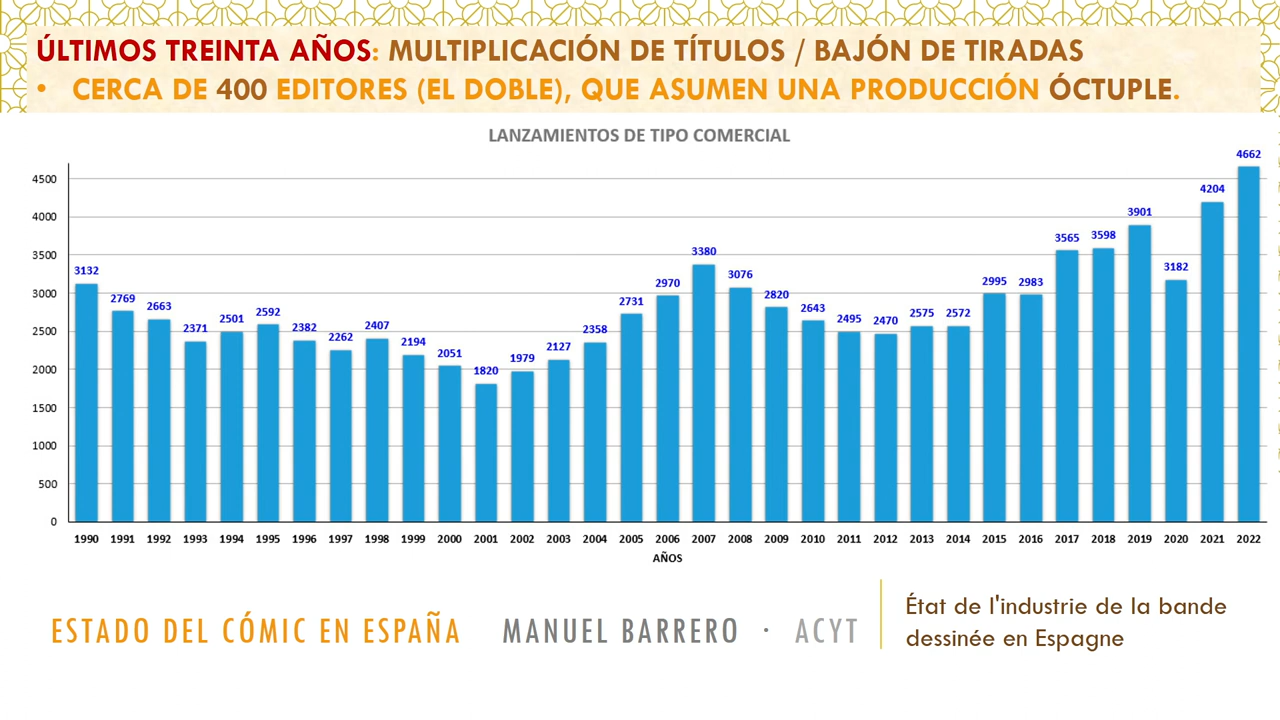 ÚLTIMOS TREINTA AÑOS: MULTIPLICACIÓN DE TÍTULOS / BAJÓN DE TIRADAS
• CERCA DE 400 EDITORES (EL DOBLE), QUE ASUMEN UNA PRODUCCIÓN ÓCTUPLE.
LANZAMIENTOS DE TIPO COMERCIAL
4500
4000
3500
3000
2500
2000
1500
1000
500
0
3132 2769 2663 2371 2501 2592 2382 2262 2407 2194 2051 1820 1979 2127 2358 2731 2970 3380 3076 2820 2643 2495 2470 2575 2572 2995 2983 3565 3598 3901 3182 4204 4662
1990 1991 1992 1993 1994 1995 1996 1997 1998 1999 2000 2001 2002 2003 2004 2005 2006 2007 2008 2009 2010 2011 2012 2013 2014 2015 2016 2017 2018 2019 2020 2021 2022
AÑOS
ESTADO DEL CÓMIC EN ESPAÑA MANUEL BARRERO · ACYT
État de l'industrie de la bande
dessinée en Espagne